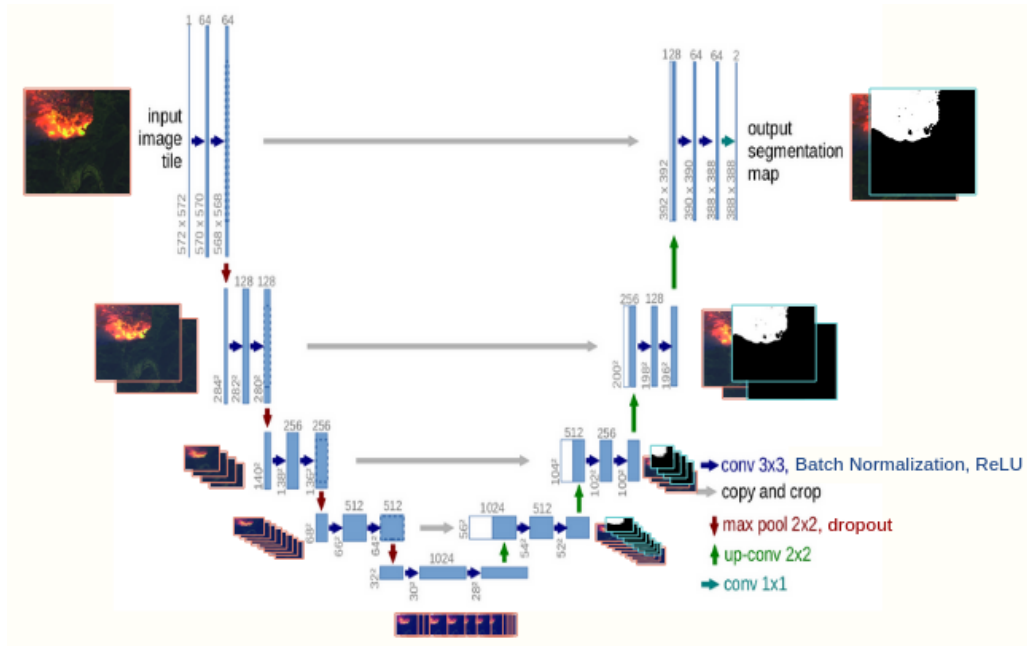 1 64 64
128 64 64 2
input
image
tile
output
segmentation
map
572 x 572
570 x 570
568 x 568
392 x 392
390 x 390
388 x 388
388 x 388
128 128
256 128
284²
282²
280²
200²
198²
196²
256 256
512 256
140²
138²
136²
104²
102²
100²
conv 3x3, Batch Normalization, ReLU
copy and crop
max pool 2x2, dropout
up-conv 2x2
conv 1x1
512 512
1024 512
68²
66²
64²
56²
54²
52²
1024
32²
30²
28²